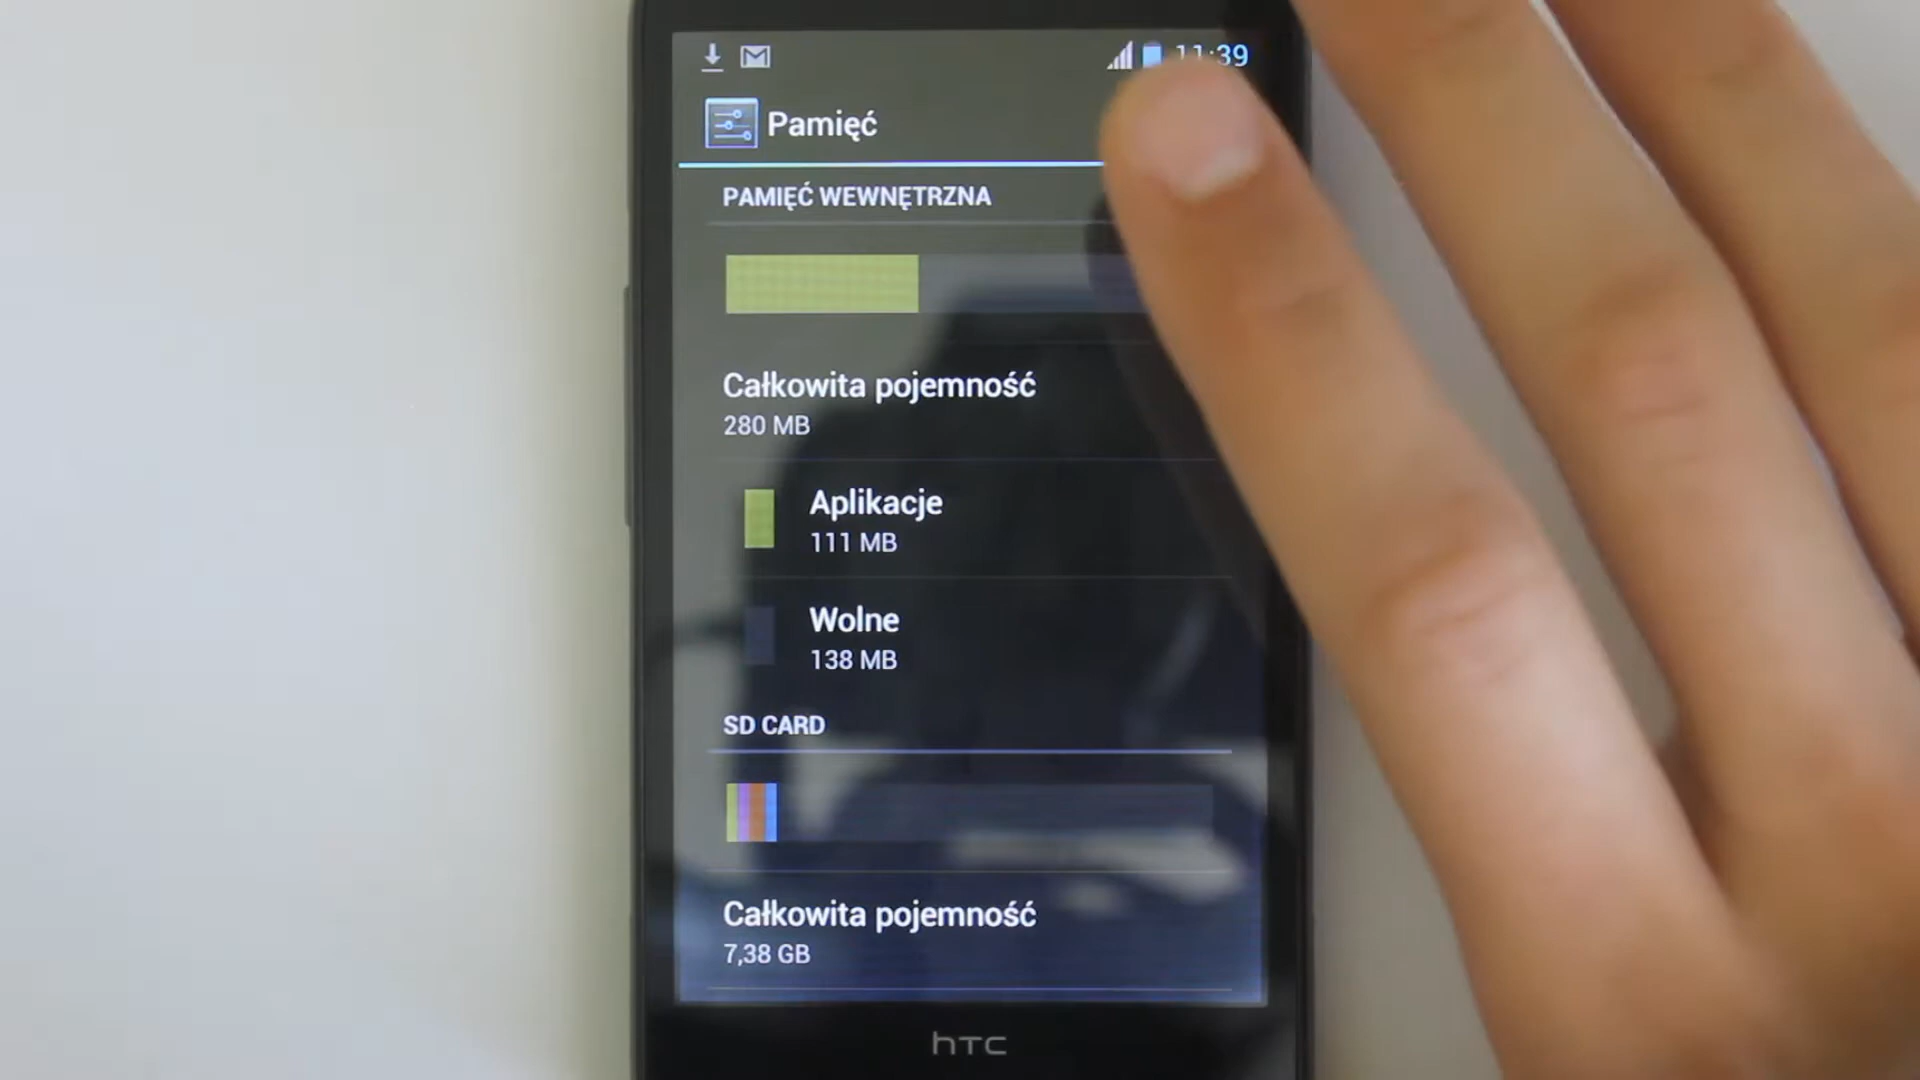 11:39
Pamięć
PAMIĘĆ WEWNĘTRZNA
Całkowita pojemność
280 MB
Aplikacje
111 MB
Wolne
138 MB
SD CARD
Całkowita pojemność
7,38 GB
hTC